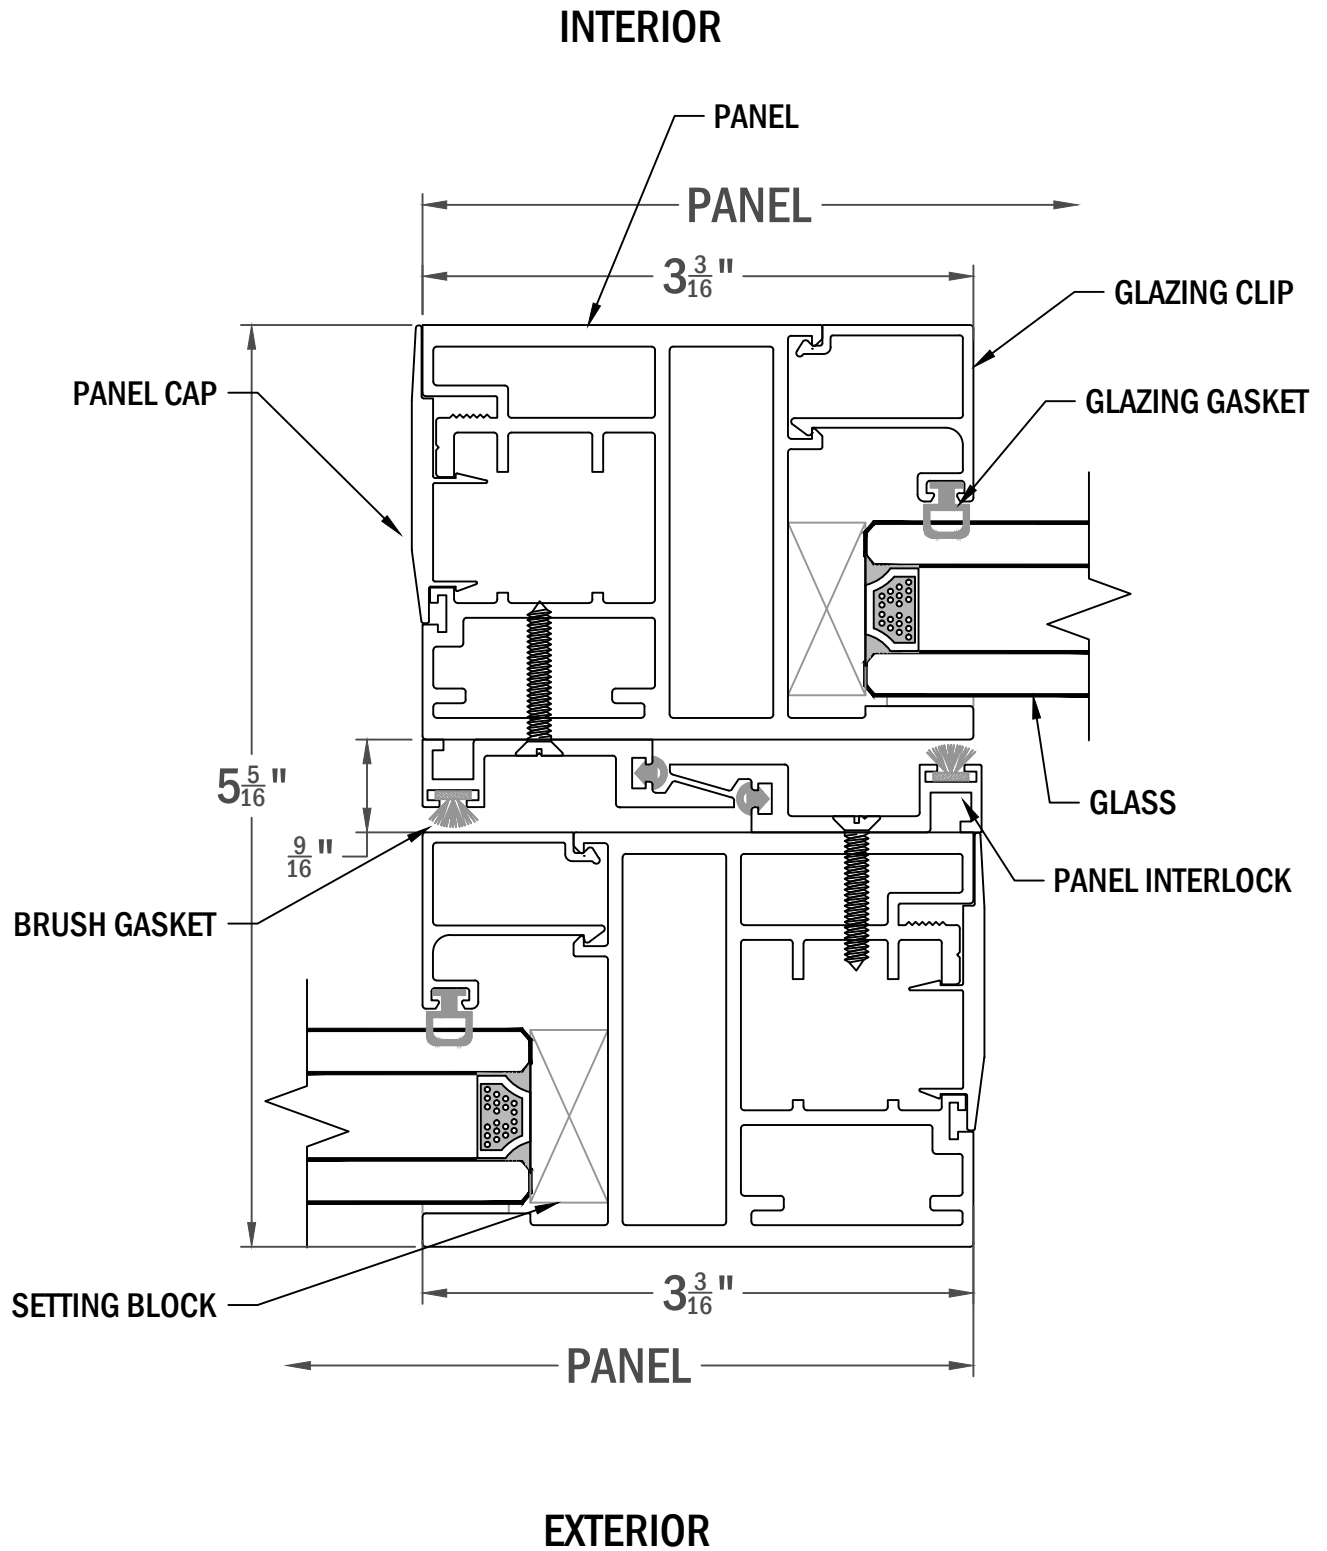 INTERIOR
PANEL
PANEL
3 3/16"
GLAZING CLIP
PANEL CAP
GLAZING GASKET
5 5/16"
GLASS
9/16"
PANEL INTERLOCK
BRUSH GASKET
SETTING BLOCK
3 3/16"
PANEL
EXTERIOR